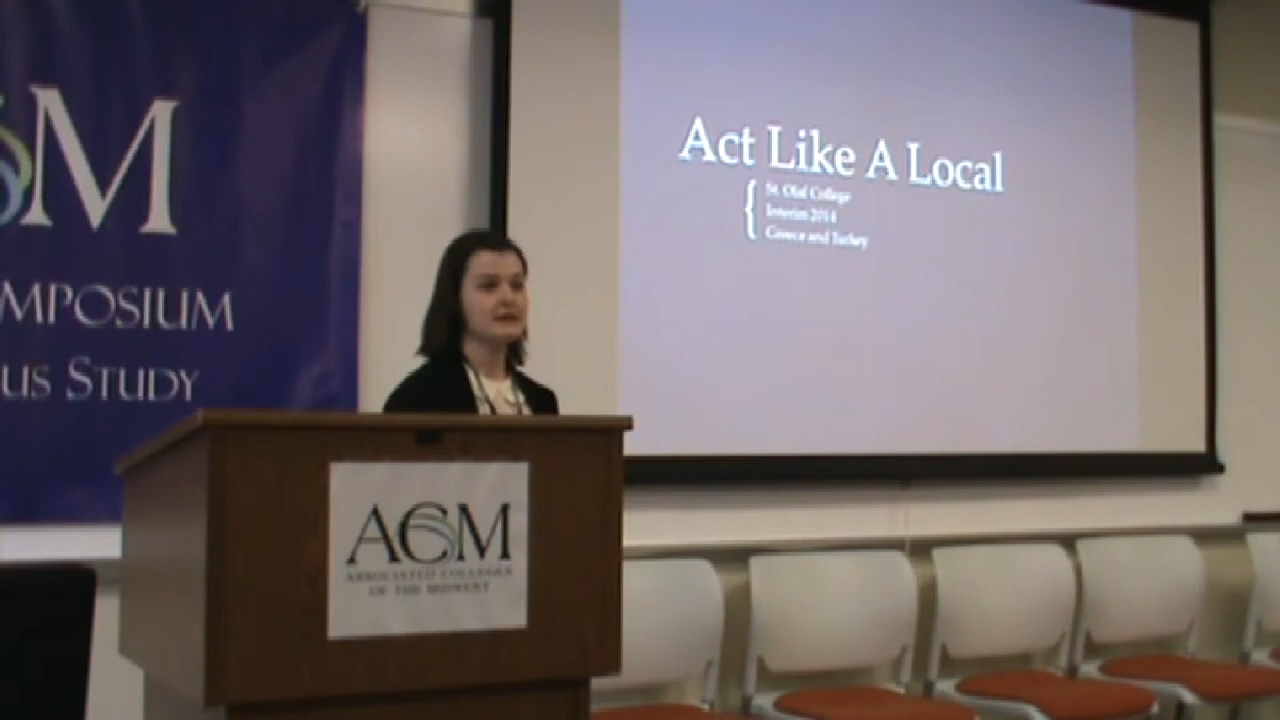 M
MPOSIUM
US STUDY
Act Like A Local
St. Olaf College
Interim 2014
Greece and Turkey
ACM
ASSOCIATED COLLEGES
OF THE MIDWEST